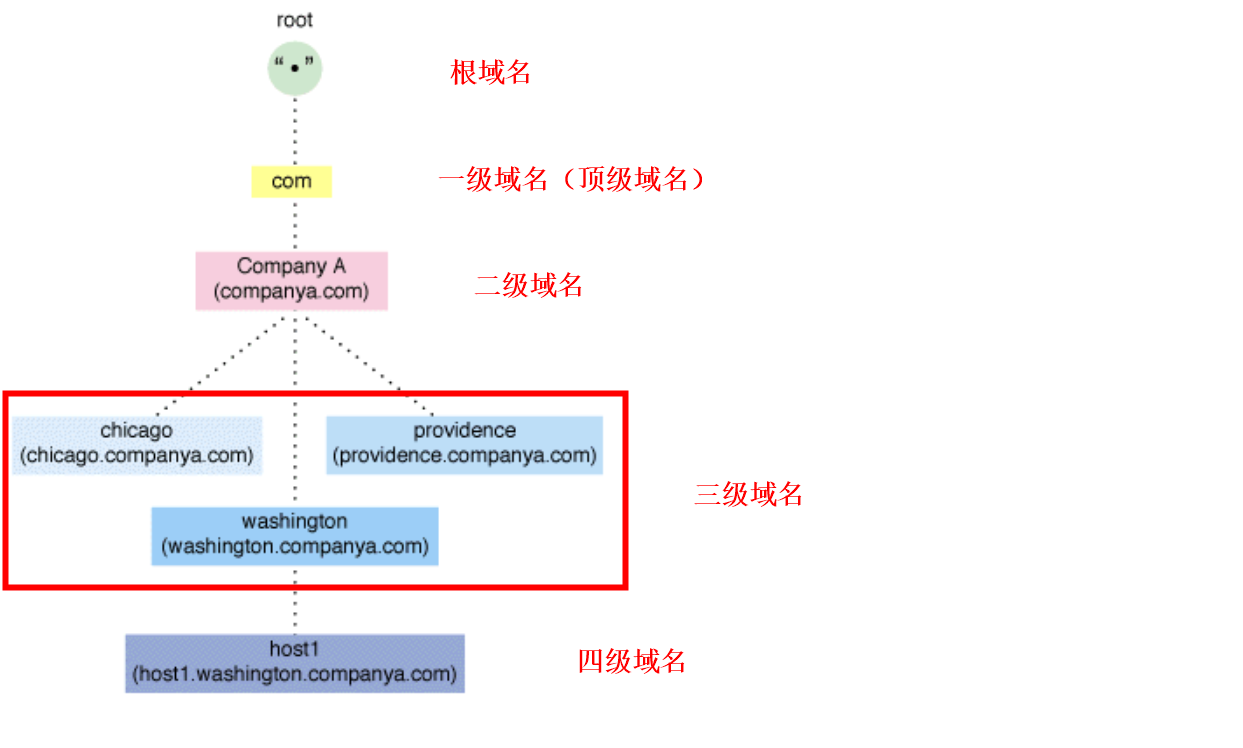 root
“•”
根域名
com
一级域名（顶级域名）
Company A
(companya.com)
二级域名
chicago
(chicago.companya.com)
providence
(providence.companya.com)
三级域名
washington
(washington.companya.com)
host1
(host1.washington.companya.com)
四级域名